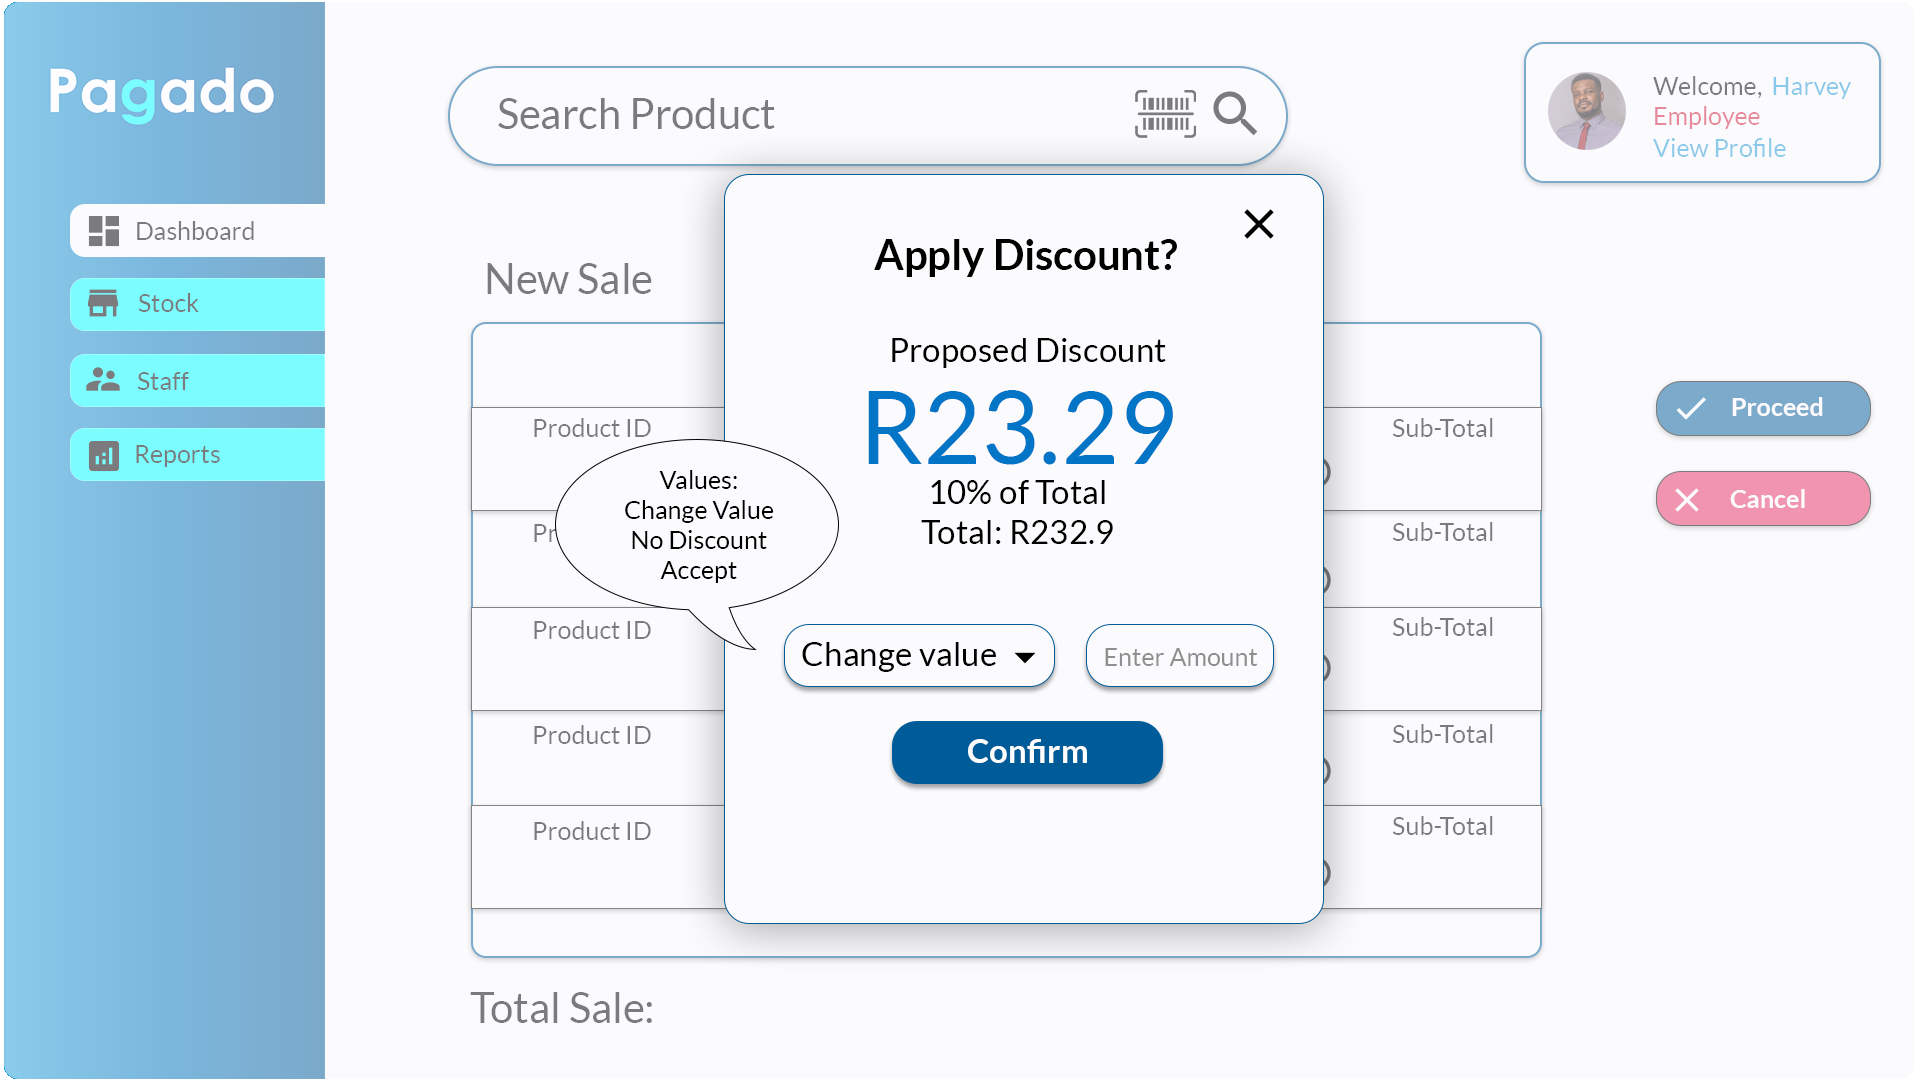 Pagado
Dashboard
Stock
Staff
Reports
Search Product
Welcome, Harvey
Employee
View Profile
New Sale
Apply Discount?
Proposed Discount
R23.29
10% of Total
Total: R232.9
Values:
Change Value
No Discount
Accept
Change value
Enter Amount
Confirm
Product ID
Sub-Total
Pr
Sub-Total
Product ID
Sub-Total
Product ID
Sub-Total
Product ID
Sub-Total
Proceed
Cancel
Total Sale: